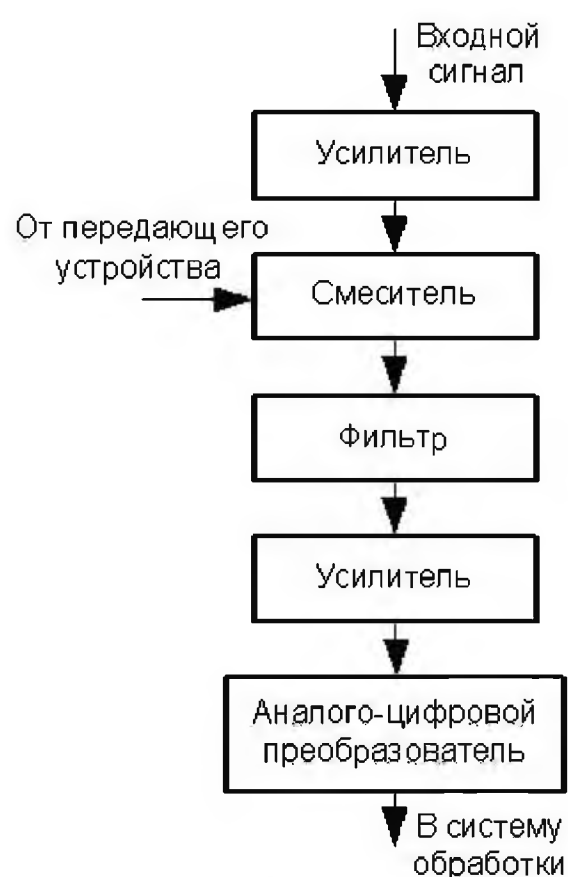 Входной
сигнал
Усилитель
От передающего
устройства
Смеситель
Фильтр
Усилитель
Аналого-цифровой
преобразователь
В систему
обработки